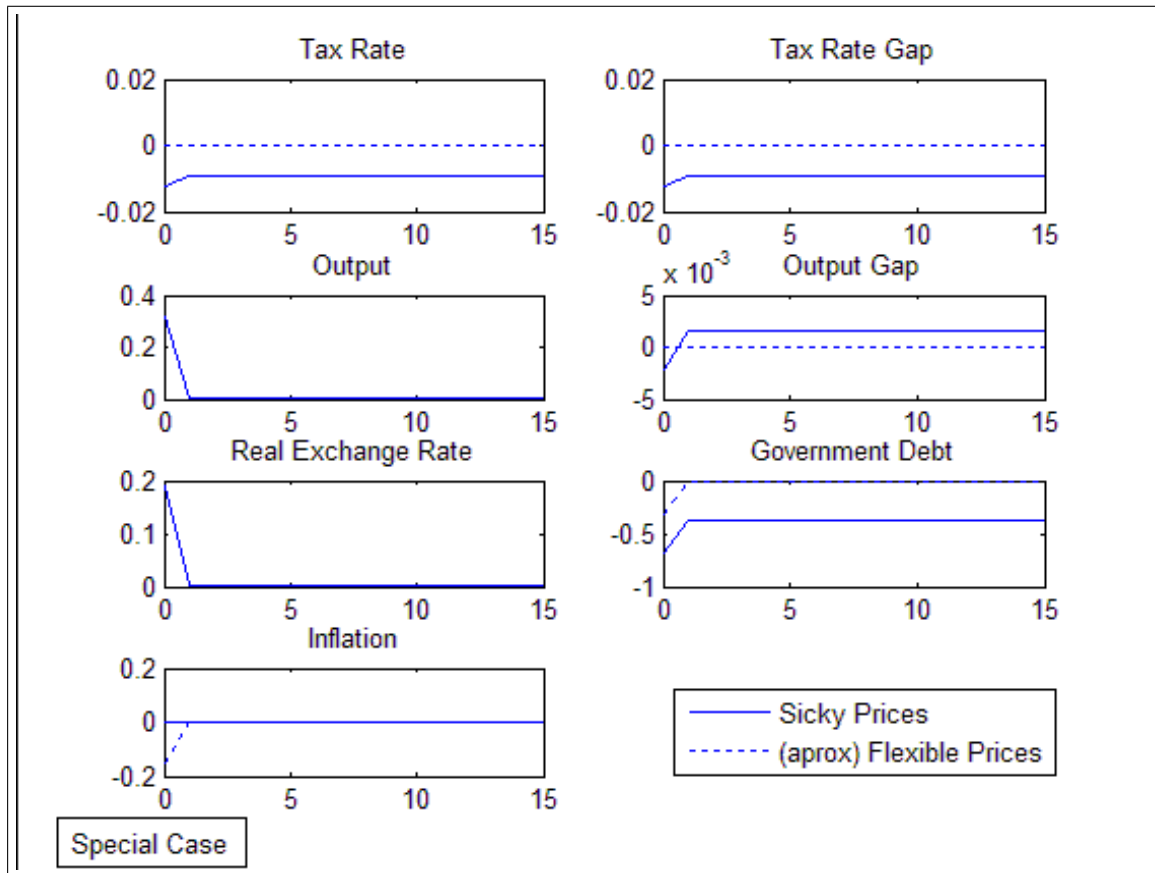 Tax Rate
0.02
0
-0.02
0 5 10 15
Tax Rate Gap
0.02
0
-0.02
0 5 10 15
Output
0.4
0.2
0
0 5 10 15
x 10^-3
Output Gap
5
0
-5
0 5 10 15
Real Exchange Rate
0.2
0.1
0
0 5 10 15
Government Debt
0
-0.5
-1
0 5 10 15
Inflation
0.2
0
-0.2
0 5 10 15
Sicky Prices
(aprox) Flexible Prices
Special Case